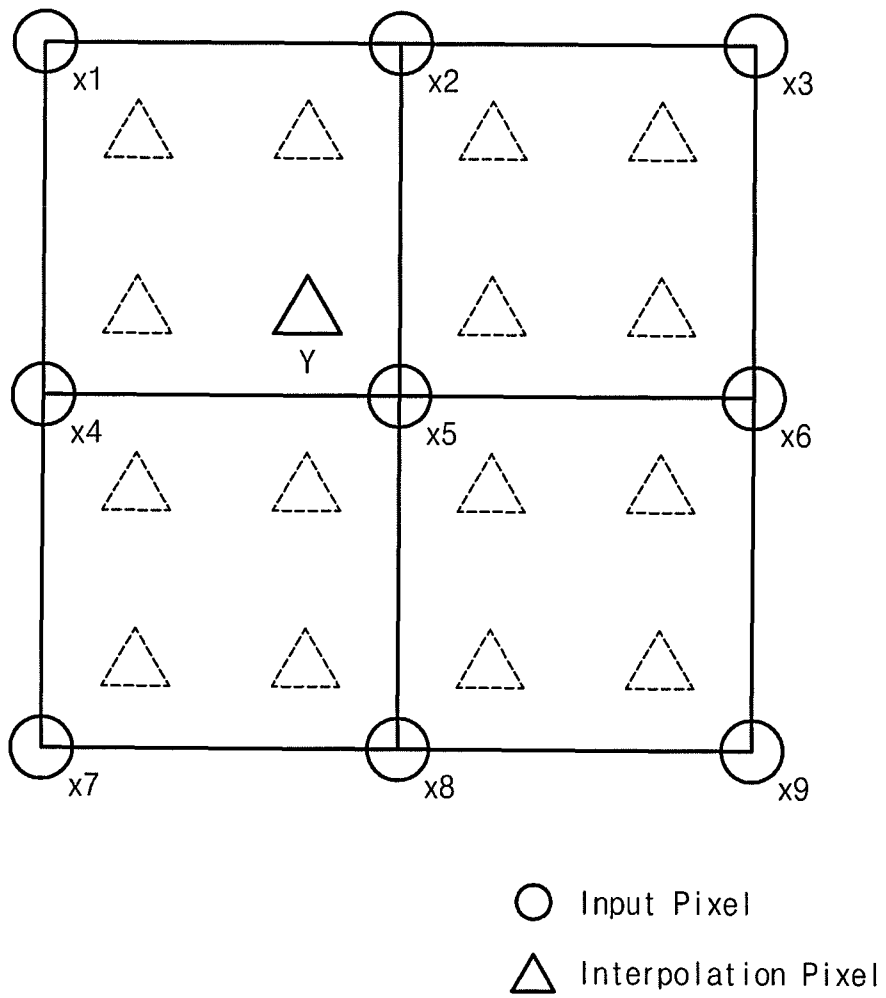 x1
x2
x3
Y
x4
x5
x6
x7
x8
x9
Input Pixel
Interpolation Pixel